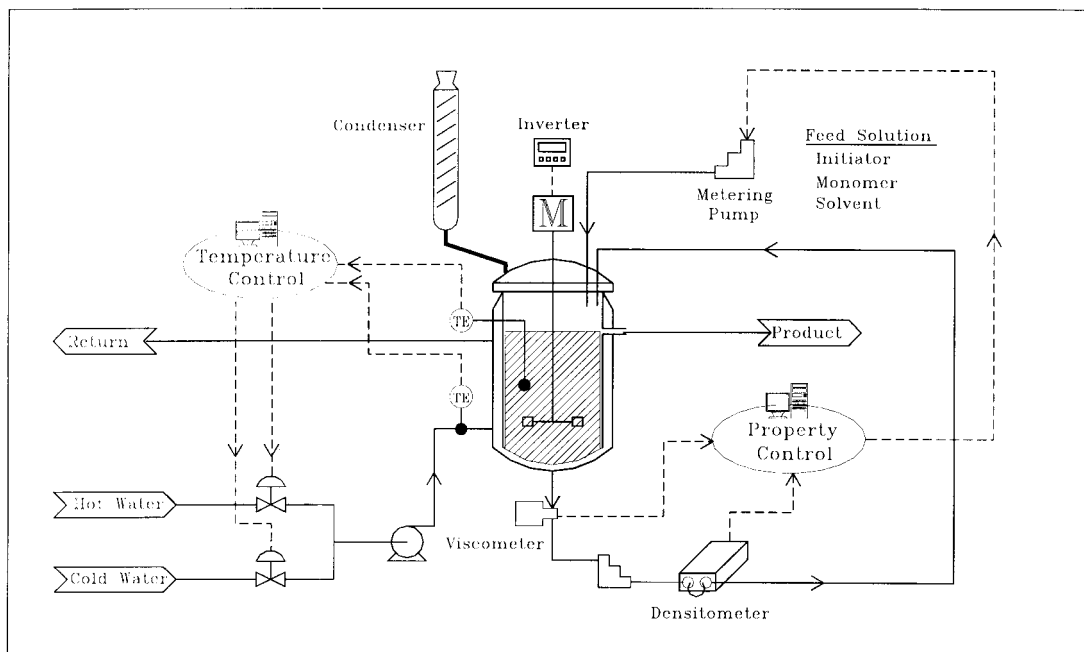 Condenser
Inverter
M
Feed Solution
Initiator
Monomer
Solvent
Metering
Pump
Temperature
Control
TE
Return
Product
TE
Property
Control
Hot Water
Viscometer
Cold Water
Densitometer